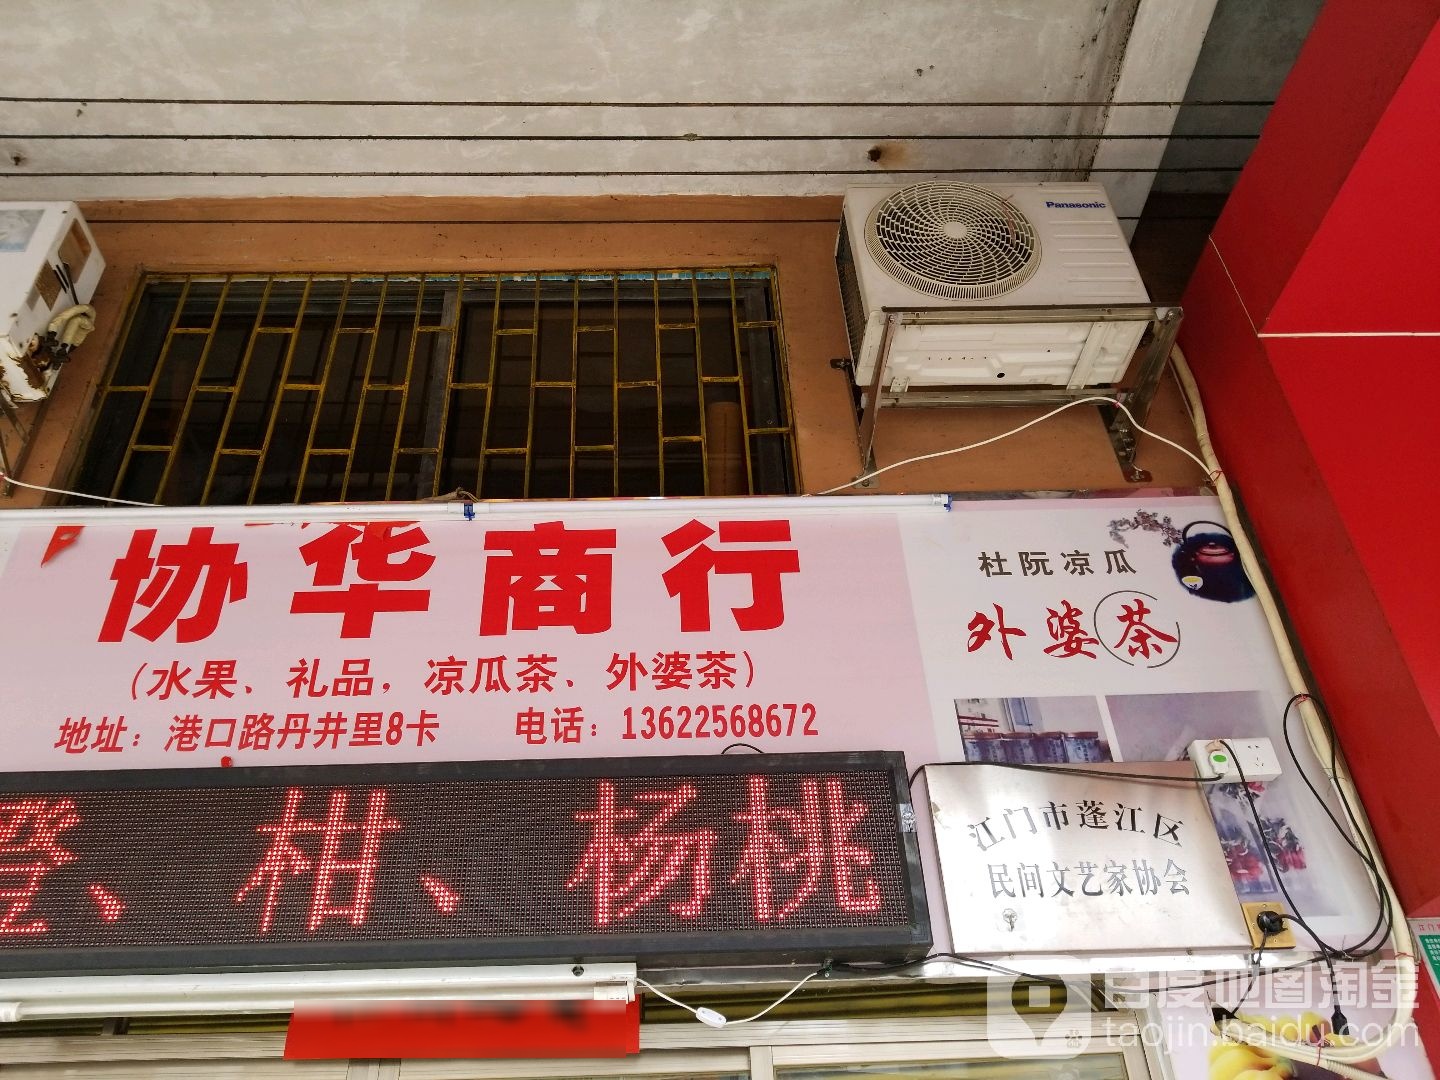 Panasonic
协华商行
(水果、礼品，凉瓜茶、外婆茶)
地址：港口路丹井里8卡 电话：13622568672
杜阮凉瓜
外婆茶
橙、柑、杨桃
江门市蓬江区
民间文艺家协会
百度地图淘金
taojin.baidu.com